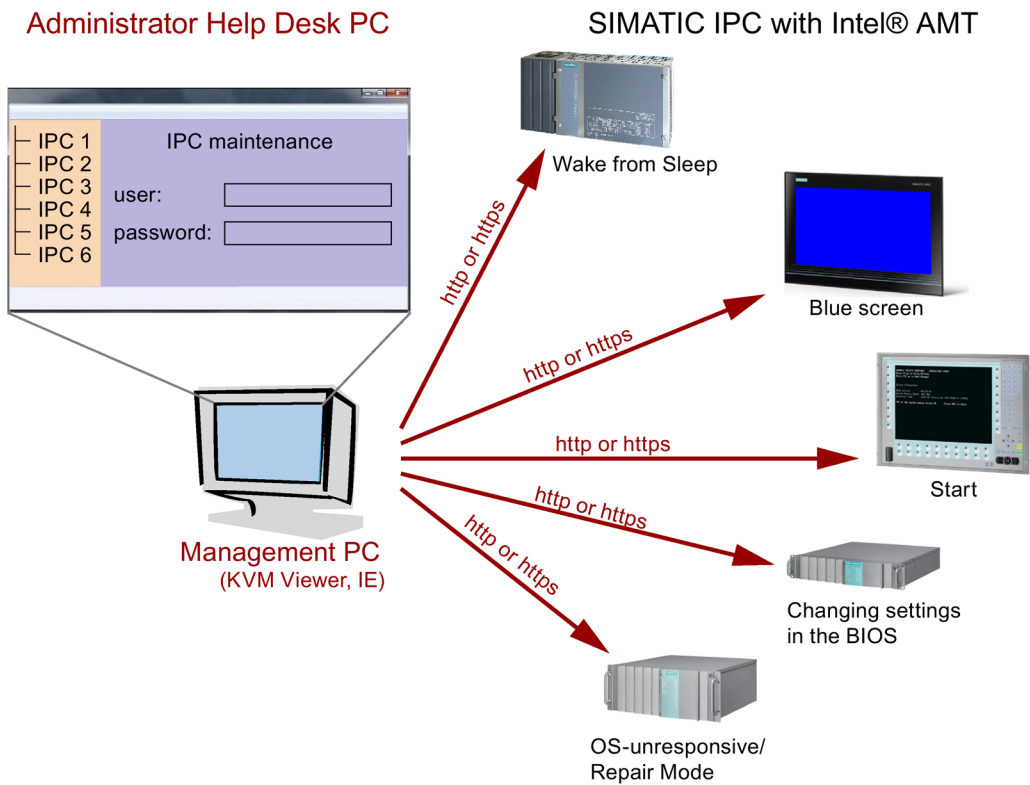 Administrator Help Desk PC
SIMATIC IPC with Intel® AMT
IPC 1
IPC 2
IPC 3
IPC 4
IPC 5
IPC 6
IPC maintenance
user:
password:
Wake from Sleep
http or https
Blue screen
http or https
http or https
Start
http or https
Changing settings
in the BIOS
http or https
OS-unresponsive/
Repair Mode
Management PC
(KVM Viewer, IE)